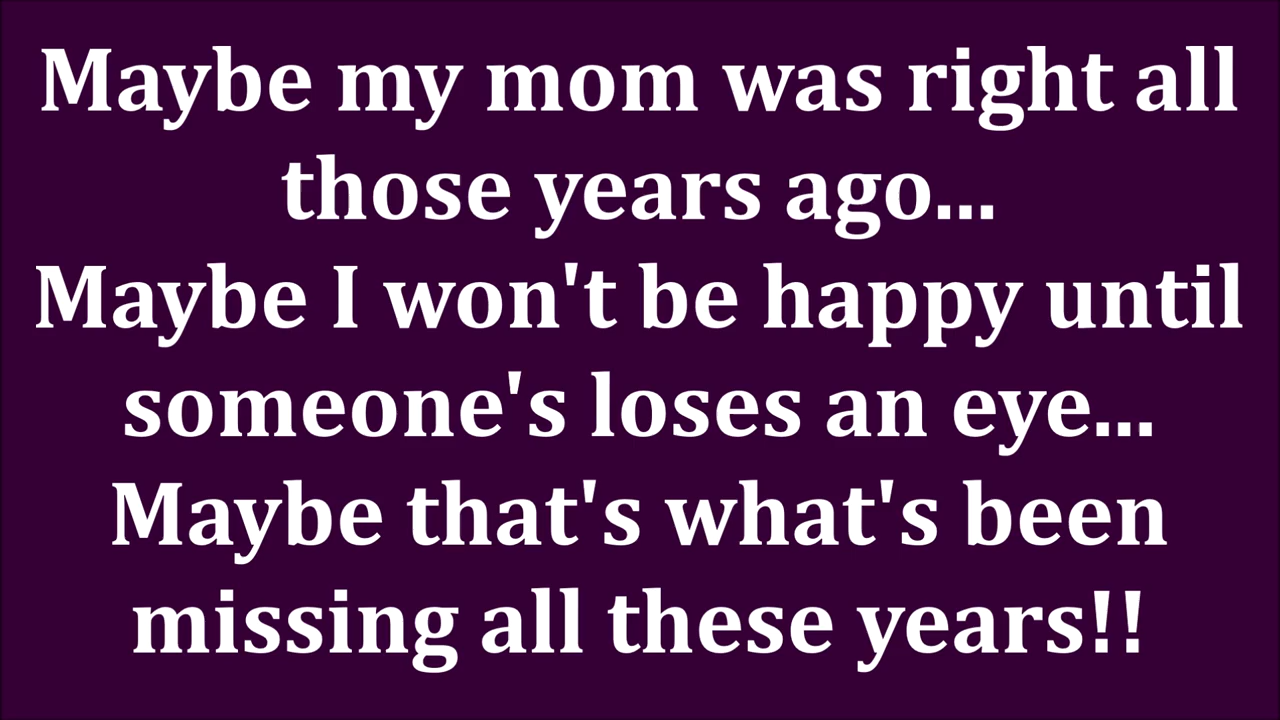 Maybe my mom was right all
those years ago...
Maybe I won't be happy until
someone's loses an eye...
Maybe that's what's been
missing all these years!!